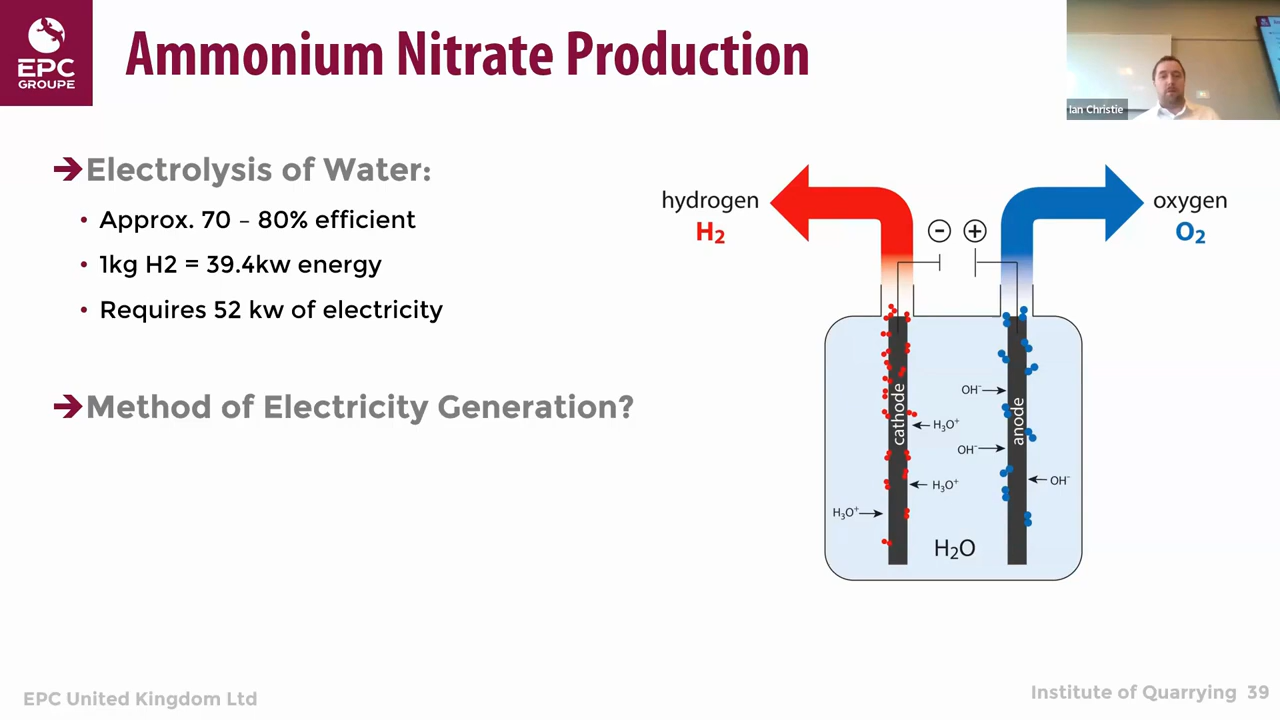 EPC
GROUPE
Ammonium Nitrate Production
Ian Christie
➔Electrolysis of Water:
• Approx. 70 – 80% efficient
• 1kg H2 = 39.4kw energy
• Requires 52 kw of electricity
➔Method of Electricity Generation?
hydrogen
H₂
oxygen
O₂
- +
cathode
anode
OH⁻
H₃O⁺
OH⁻
H₃O⁺
OH⁻
H₃O⁺
H₂O
EPC United Kingdom Ltd
Institute of Quarrying 39